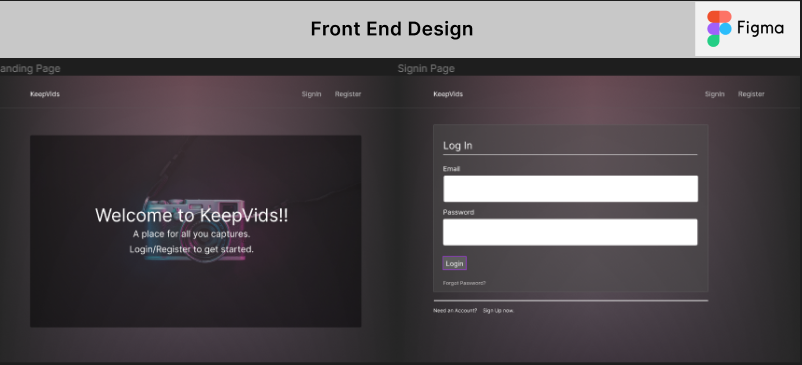 Front End Design
Figma
anding Page
Signin Page
KeepVids
SignIn
Register
KeepVids
SignIn
Register
Welcome to KeepVids!!
A place for all you captures.
Login/Register to get started.
Log In
Email
Password
Login
Forgot Password?
Need an Account? Sign Up now.